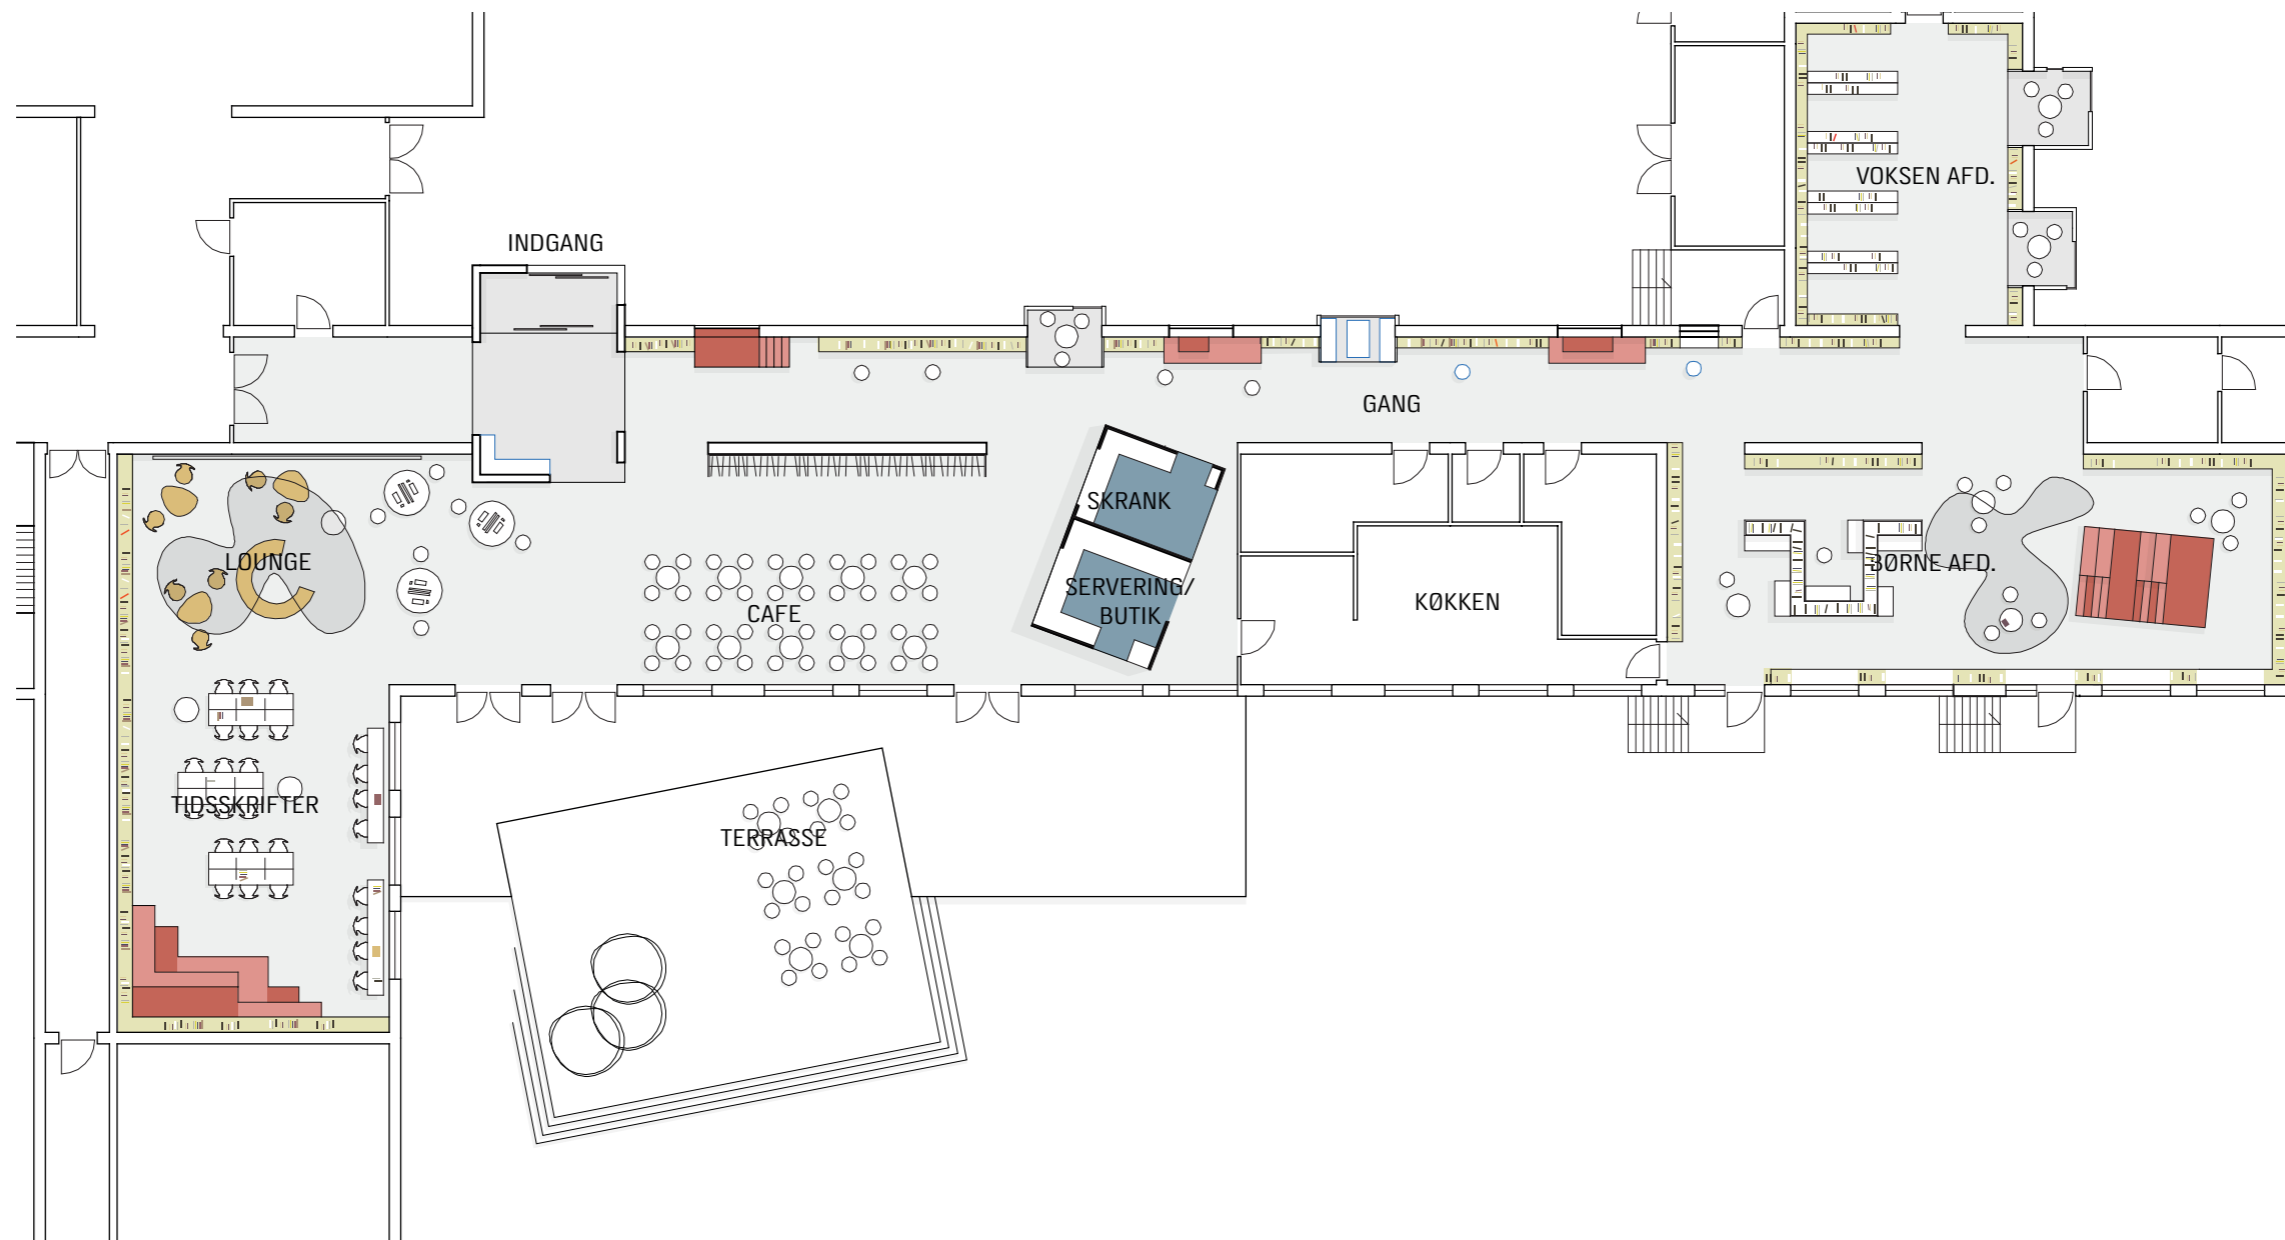 VOKSEN AFD.
INDGANG
GANG
SKRANK
LOUNGE
BØRNE AFD.
SERVERING/
BUTIK
CAFE
KØKKEN
TIDSSKRIFTER
TERRASSE